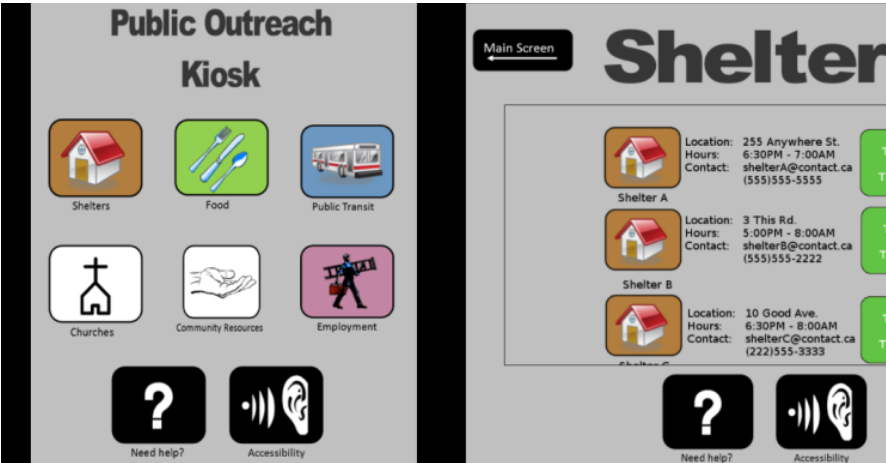 Public Outreach
Kiosk
Shelters
Food
Public Transit
Churches
Community Resources
Employment
Need help?
Accessibility
Main Screen
Shelter
Location: 255 Anywhere St.
Hours: 6:30PM - 7:00AM
Contact: shelterA@contact.ca
(555)555-5555
Shelter A
Location: 3 This Rd.
Hours: 5:00PM - 8:00AM
Contact: shelterB@contact.ca
(555)555-2222
Shelter B
Location: 10 Good Ave.
Hours: 6:30PM - 8:00AM
Contact: shelterC@contact.ca
(222)555-3333
Need help?
Accessibility